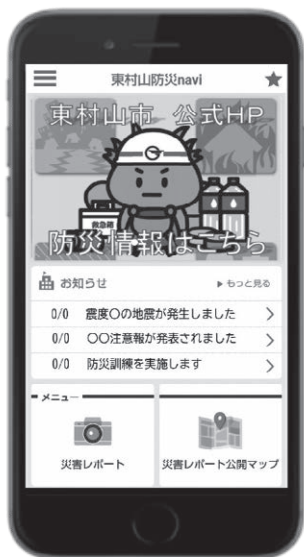 東村山防災navi
東村山市 公式HP
救急箱
防災情報はこちら
お知らせ
▶ もっと見る
0/0 震度〇の地震が発生しました
0/0 〇〇注意報が発表されました
0/0 防災訓練を実施します
メニュー
災害レポート
災害レポート公開マップ